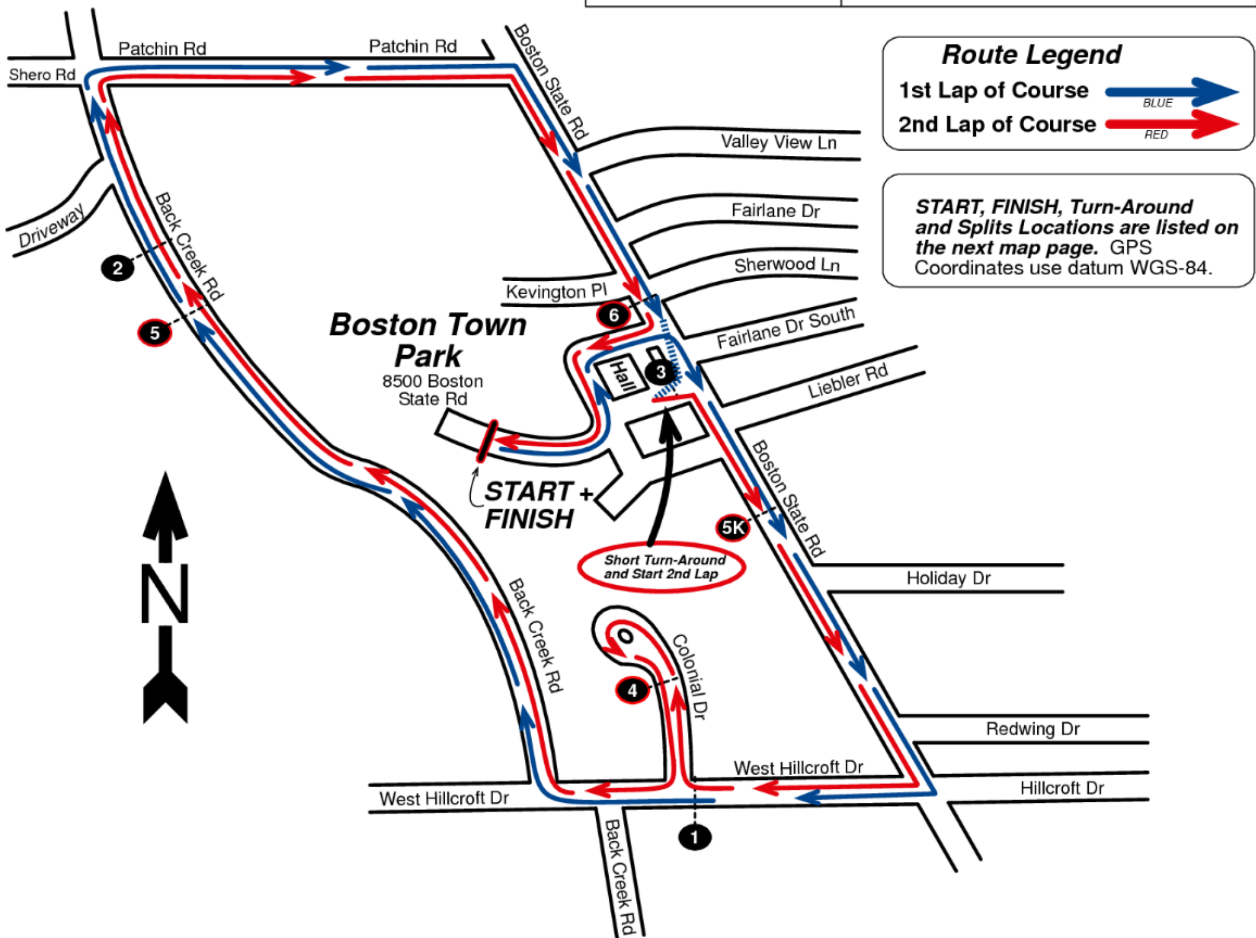 Patchin Rd
Patchin Rd
Shero Rd
Boston State Rd
Route Legend
1st Lap of Course
BLUE
2nd Lap of Course
RED
Valley View Ln
START, FINISH, Turn-Around
and Splits Locations are listed on
the next map page. GPS
Coordinates use datum WGS-84.
Driveway
Back Creek Rd
Fairlane Dr
2
Sherwood Ln
Kevington Pl
6
5
Boston Town
Park
8500 Boston
State Rd
Fairlane Dr South
Hall
3
Liebler Rd
START +
FINISH
Boston State Rd
5K
Short Turn-Around
and Start 2nd Lap
Holiday Dr
N
Back Creek Rd
Colonial Dr
4
Redwing Dr
West Hillcroft Dr
West Hillcroft Dr
Hillcroft Dr
1
Back Creek Rd